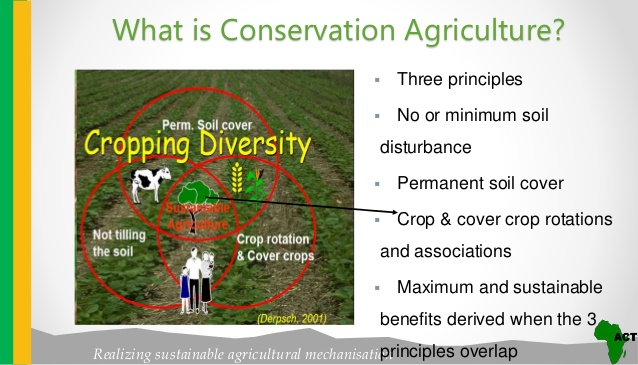 What is Conservation Agriculture?
Perm. Soil cover
Cropping Diversity
Sustainable
Agriculture
Not tilling
the soil
Crop rotation
& Cover crops
(Derpsch, 2001)
▪ Three principles
▪ No or minimum soil
disturbance
▪ Permanent soil cover
▪ Crop & cover crop rotations
and associations
▪ Maximum and sustainable
benefits derived when the 3
principles overlap
Realizing sustainable agricultural mechanisation
ACT